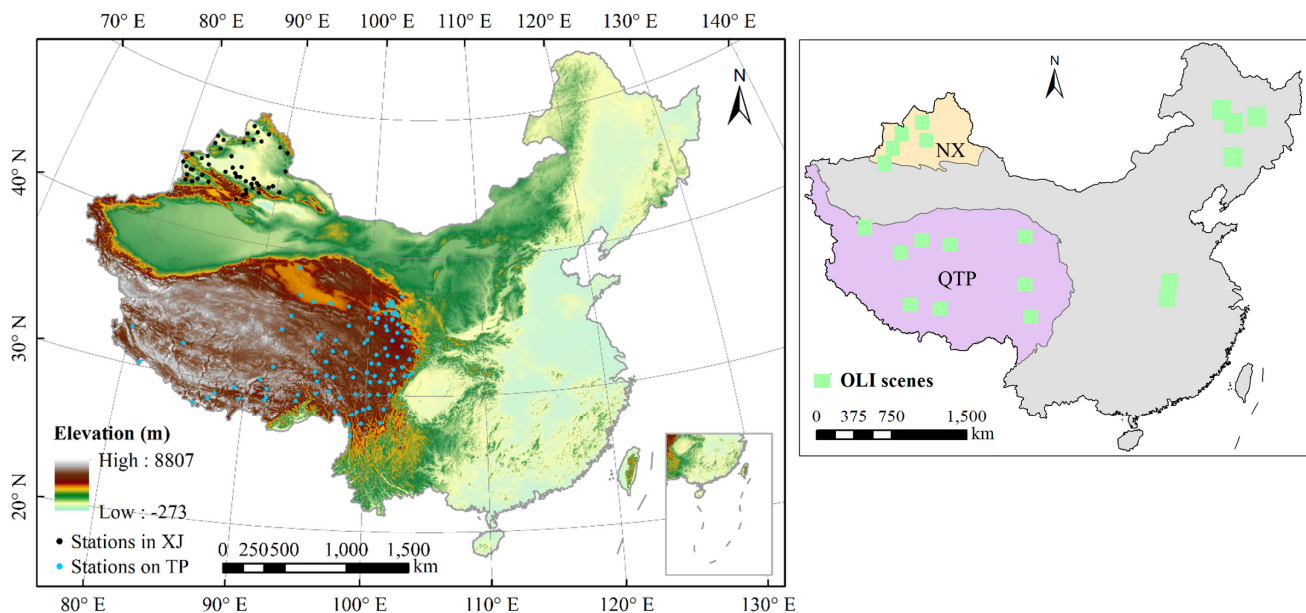 70° E 80° E 90° E 100° E 110° E 120° E 130° E 140° E
N
40° N
30° N
20° N
Elevation (m)
High : 8807
Low : -273
Stations in XJ
Stations on TP
0 250 500 1,000 1,500
km
80° E 90° E 100° E 110° E 120° E 130° E
N
NX
QTP
OLI scenes
0 375 750 1,500
km